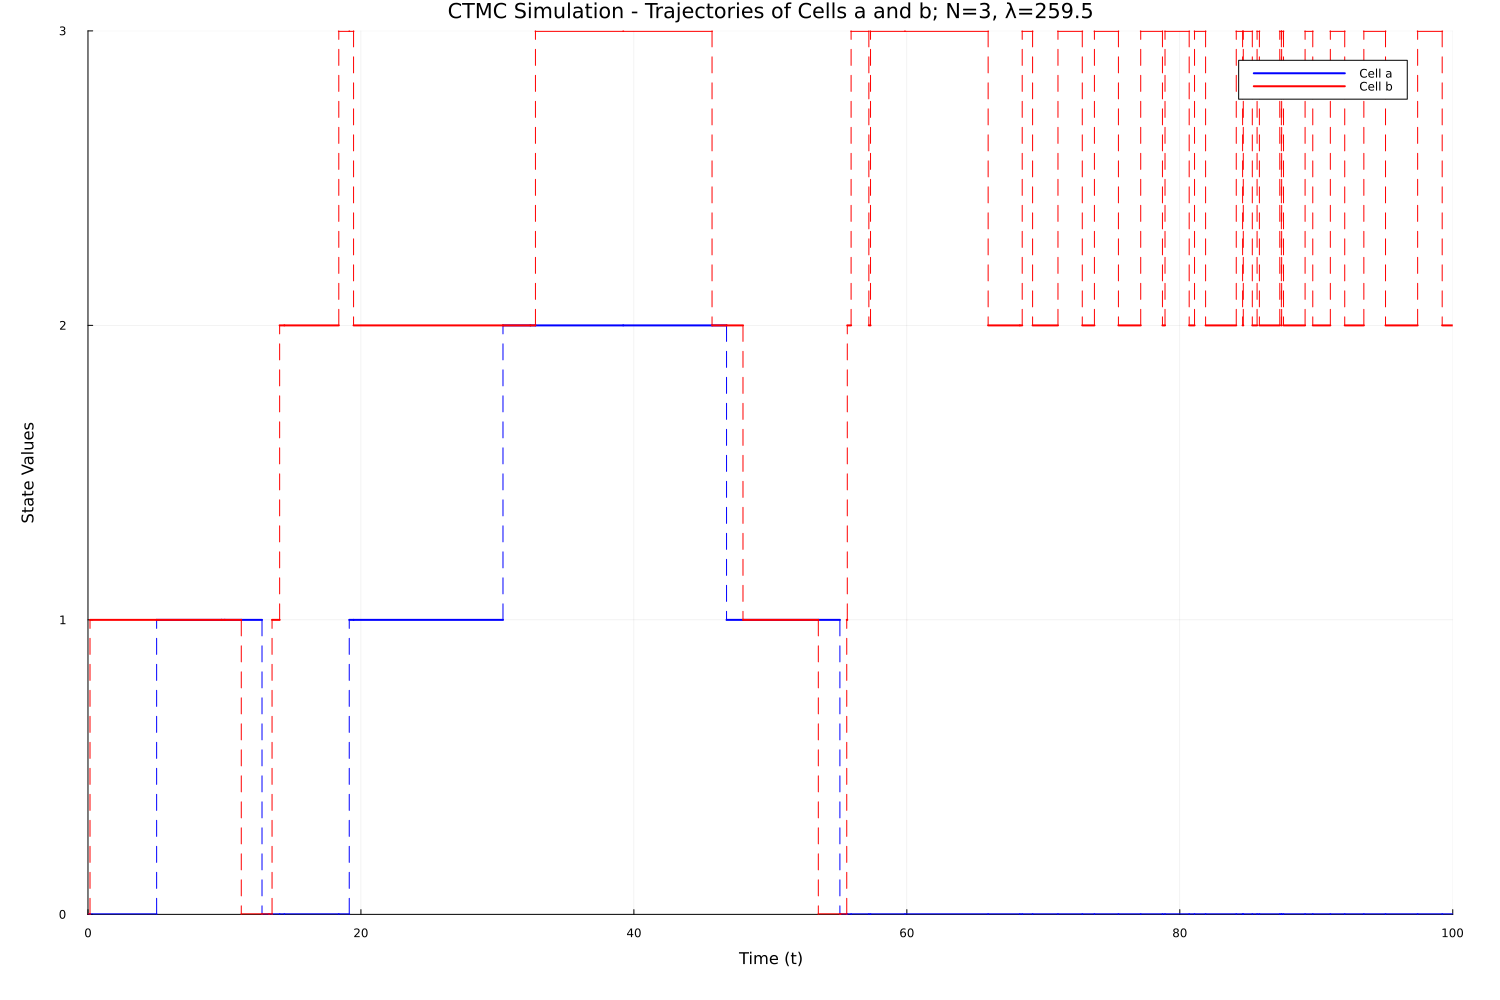 CTMC Simulation - Trajectories of Cells a and b; N=3, λ=259.5
3
Cell a
Cell b
2
State Values
1
0
0 20 40 60 80 100
Time (t)